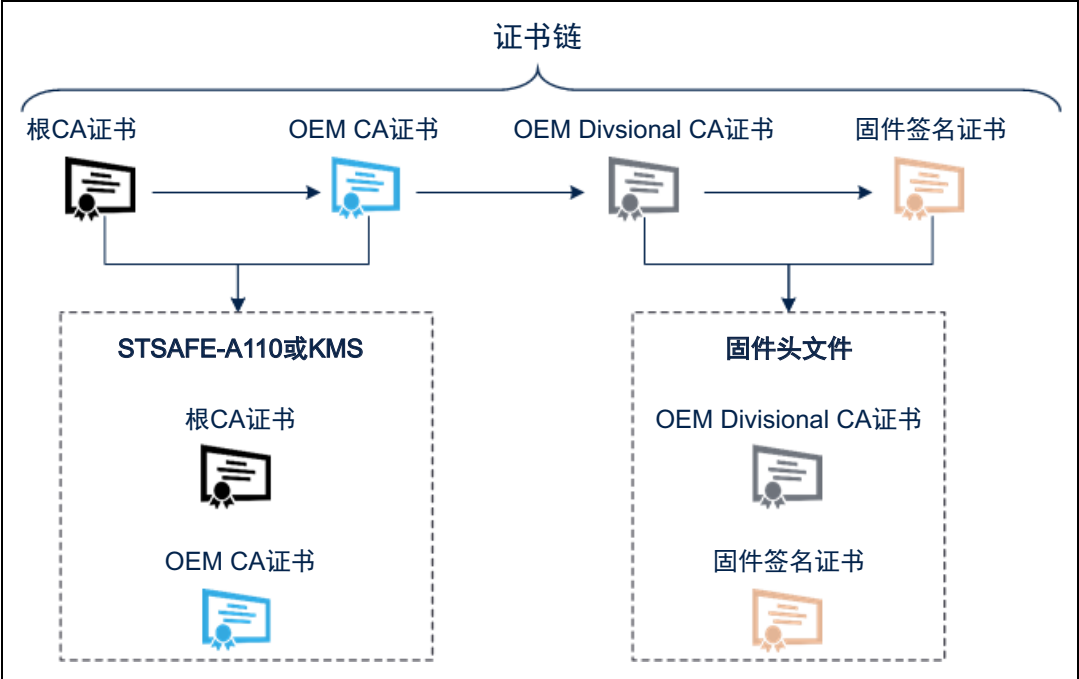 证书链
根CA证书
OEM CA证书
OEM Divsional CA证书
固件签名证书
STSAFE-A110或KMS
根CA证书
OEM CA证书
固件头文件
OEM Divisional CA证书
固件签名证书